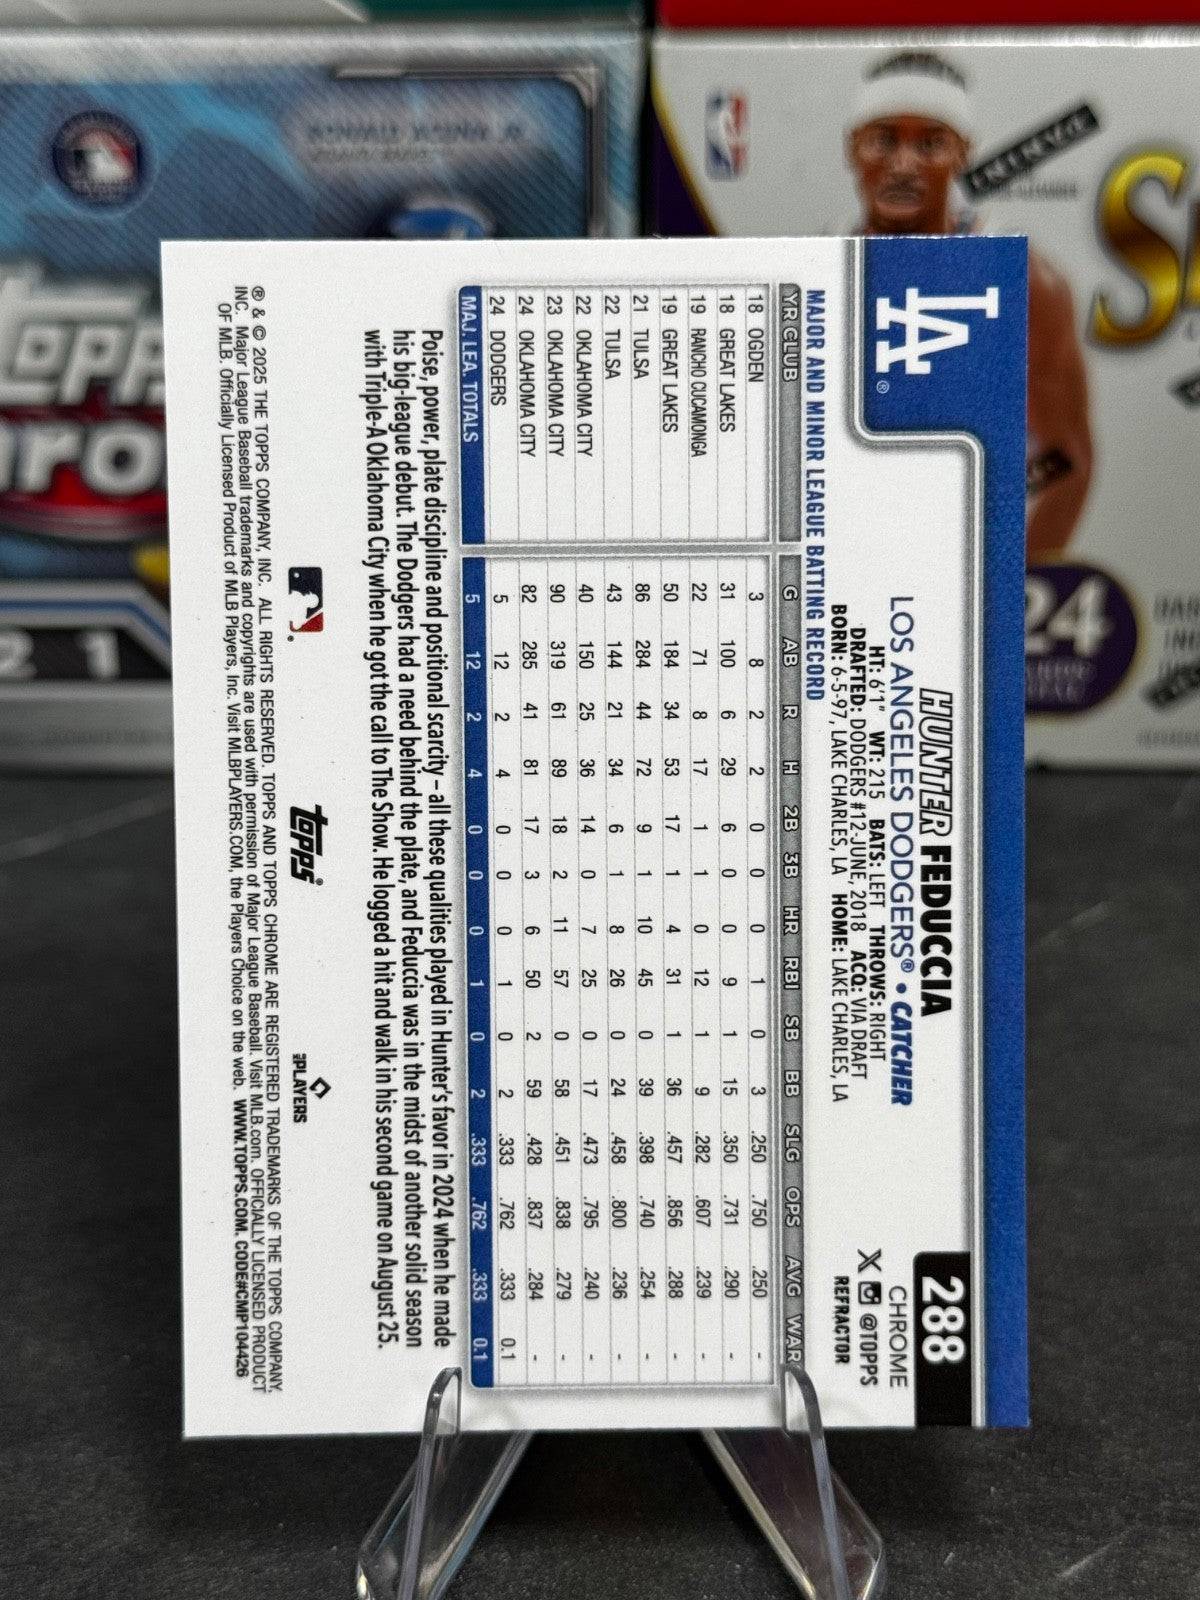 288
CHROME
X @TOPPS
REFRACTOR
HUNTER FEDUCCIA
LOS ANGELES DODGERS® • CATCHER
HT: 6'1" WT: 215 BATS: LEFT THROWS: RIGHT
DRAFTED: DODGERS #12-JUNE, 2018 ACQ: VIA DRAFT
BORN: 6-5-97, LAKE CHARLES, LA HOME: LAKE CHARLES, LA
LA®
MAJOR AND MINOR LEAGUE BATTING RECORD
YR CLUB G AB R H 2B 3B HR RBI SB BB SLG OPS AVG WAR
18 OGDEN 3 8 2 2 0 0 0 1 0 3 .250 .750 .250 -
18 GREAT LAKES 31 100 6 29 6 0 0 9 1 15 .350 .731 .290 -
19 RANCHO CUCAMONGA 22 71 8 17 1 1 0 12 1 9 .282 .607 .239 -
19 GREAT LAKES 50 184 34 53 17 1 4 31 1 36 .457 .856 .288 -
21 TULSA 86 284 44 72 9 1 10 45 0 39 .398 .740 .254 -
22 TULSA 43 144 21 34 6 1 8 26 0 24 .458 .800 .236 -
22 OKLAHOMA CITY 40 150 25 36 14 0 7 25 0 17 .473 .795 .240 -
23 OKLAHOMA CITY 90 319 61 89 18 2 11 57 0 58 .451 .838 .279 -
24 OKLAHOMA CITY 82 285 41 81 17 3 6 50 2 59 .428 .837 .284 -
24 DODGERS 5 12 2 4 0 0 0 1 0 2 .333 .762 .333 0.1
MAJ. LEA. TOTALS 5 12 2 4 0 0 0 1 0 2 .333 .762 .333 0.1
Poise, power, plate discipline and positional scarcity – all these qualities played in Hunter's favor in 2024 when he made
his big-league debut. The Dodgers had a need behind the plate, and Feduccia was in the midst of another solid season
with Triple-A Oklahoma City when he got the call to The Show. He logged a hit and walk in his second game on August 25.
topps®
PLAYERS
® & © 2025 THE TOPPS COMPANY, INC. ALL RIGHTS RESERVED. TOPPS AND TOPPS CHROME ARE REGISTERED TRADEMARKS OF THE TOPPS COMPANY,
INC. Major League Baseball trademarks and copyrights are used with permission of Major League Baseball. Visit MLB.com. OFFICIALLY LICENSED PRODUCT
OF MLB. Officially Licensed Product of MLB Players, Inc. Visit MLBPLAYERS.COM, the Players Choice on the web. WWW.TOPPS.COM. CODE#CMP104426
NBA
24
21